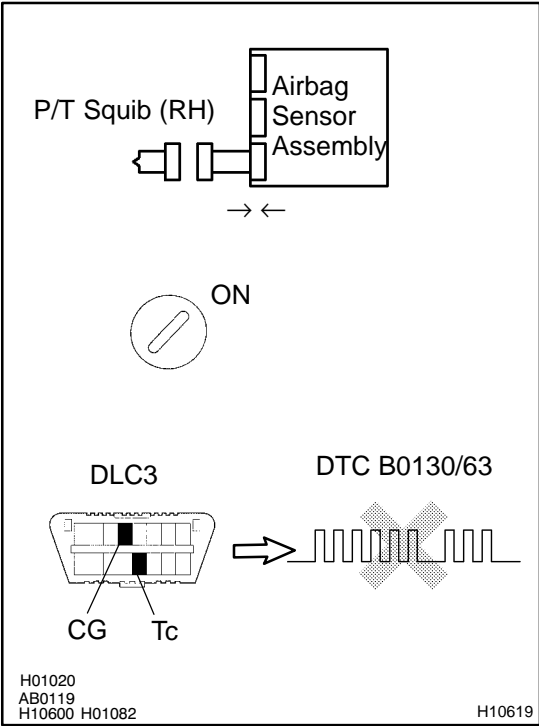 P/T Squib (RH)
Airbag
Sensor
Assembly
ON
DLC3
DTC B0130/63
CG
Tc
H01020
AB0119
H10600 H01082
H10619